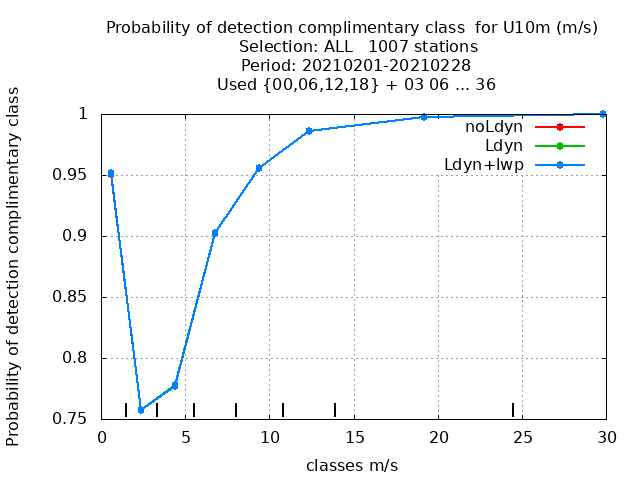 Probability of detection complimentary class  for U10m (m/s)
Selection: ALL   1007 stations
Period: 20210201-20210228
Used {00,06,12,18} + 03 06 ... 36
Probability of detection complimentary class
1
0.95
0.9
0.85
0.8
0.75
noLdyn
Ldyn
Ldyn+lwp
0 5 10 15 20 25 30
classes m/s